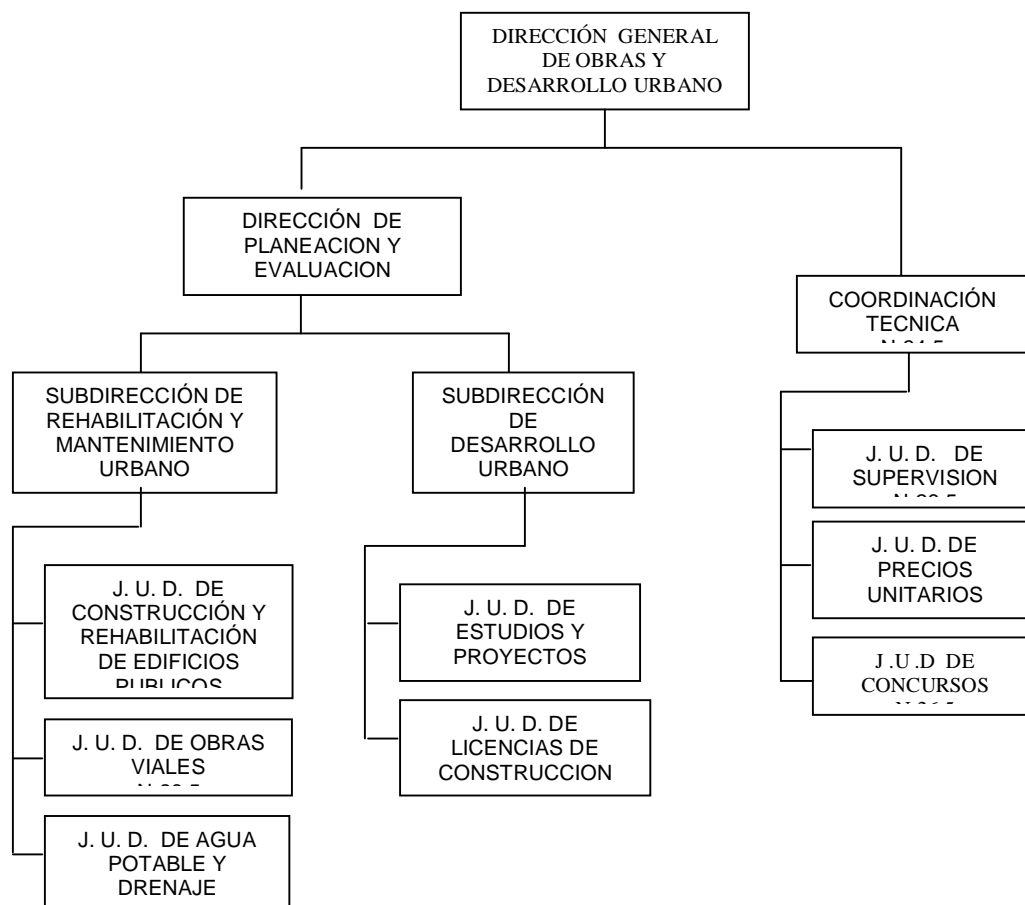 DIRECCIÓN GENERAL
DE OBRAS Y
DESARROLLO URBANO
DIRECCIÓN DE
PLANEACION Y
EVALUACION
COORDINACIÓN
TECNICA
SUBDIRECCIÓN DE
REHABILITACIÓN Y
MANTENIMIENTO
URBANO
SUBDIRECCIÓN
DE
DESARROLLO
URBANO
J. U. D. DE
SUPERVISION
J. U. D. DE
PRECIOS
UNITARIOS
J .U .D DE
CONCURSOS
J. U. D. DE
CONSTRUCCIÓN Y
REHABILITACIÓN
DE EDIFICIOS
PUBLICOS
J. U. D. DE OBRAS
VIALES
J. U. D. DE AGUA
POTABLE Y
DRENAJE
J. U. D. DE
ESTUDIOS Y
PROYECTOS
J. U. D. DE
LICENCIAS DE
CONSTRUCCION